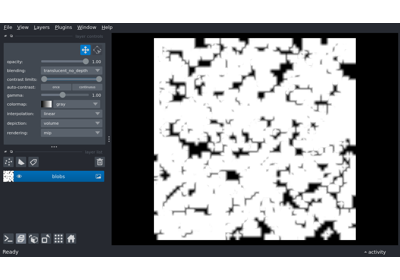 File View Layers Plugins Window Help
opacity: 1.00
blending: translucent_no_depth
contrast limits:
auto-contrast: once continuous
gamma: 1.00
colormap: gray
interpolation: linear
depiction: volume
rendering: mip
blobs
Ready activity